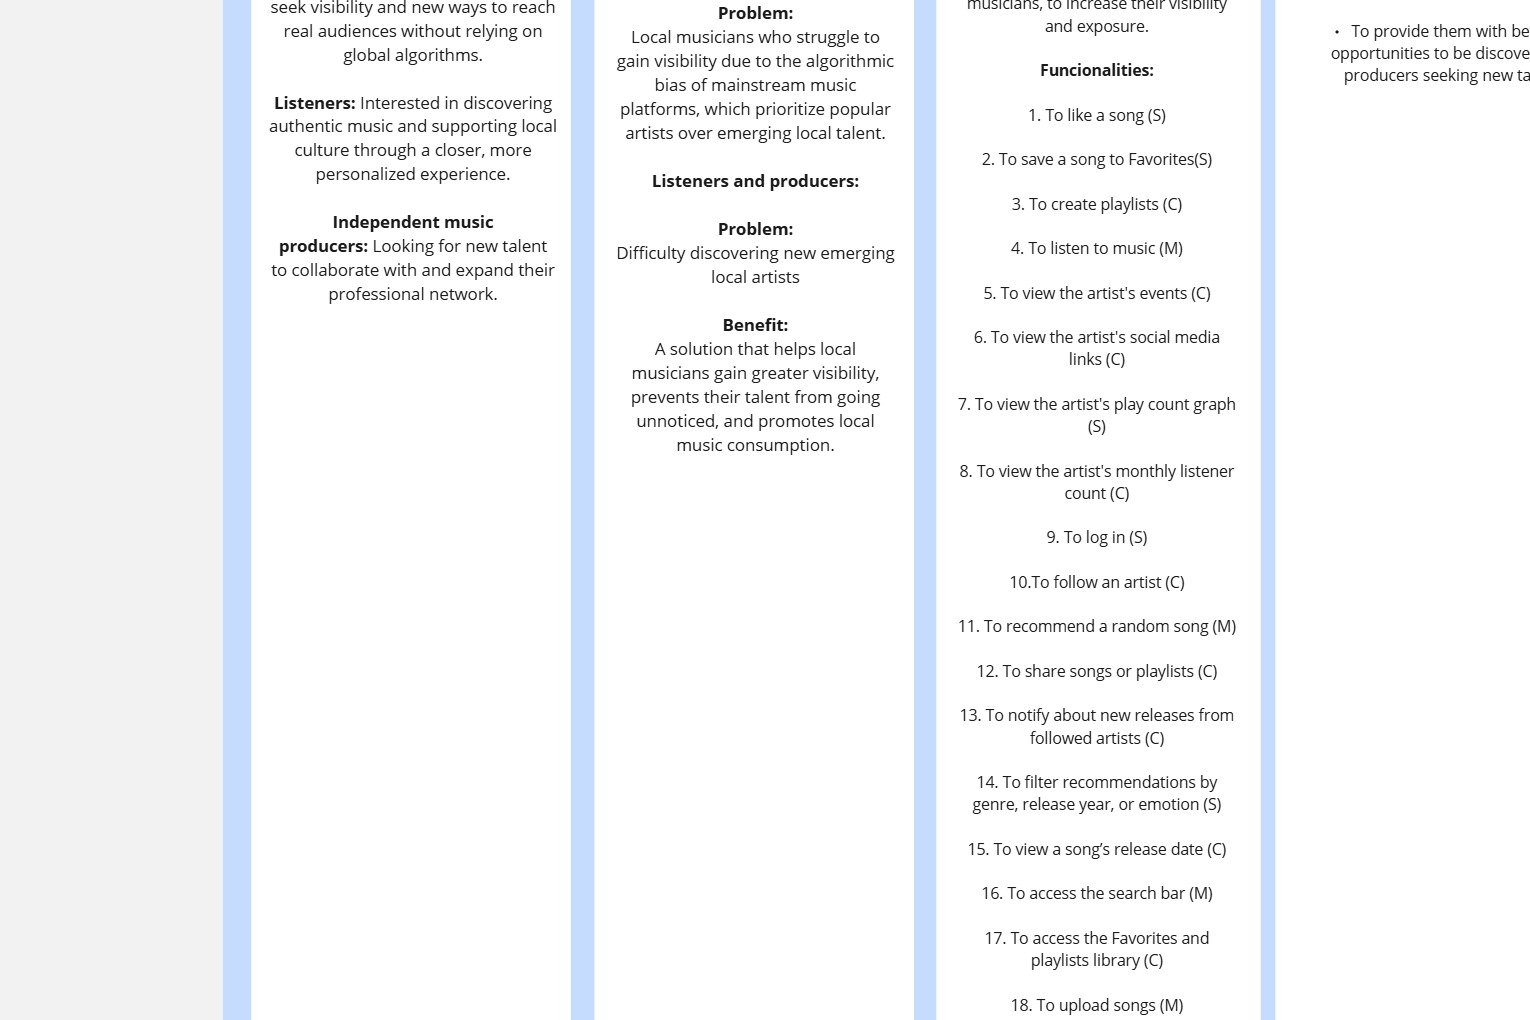 seek visibility and new ways to reach
real audiences without relying on
global algorithms.
Listeners: Interested in discovering
authentic music and supporting local
culture through a closer, more
personalized experience.
Independent music
producers: Looking for new talent
to collaborate with and expand their
professional network.
Problem:
Local musicians who struggle to
gain visibility due to the algorithmic
bias of mainstream music
platforms, which prioritize popular
artists over emerging local talent.
Listeners and producers:
Problem:
Difficulty discovering new emerging
local artists
Benefit:
A solution that helps local
musicians gain greater visibility,
prevents their talent from going
unnoticed, and promotes local
music consumption.
musicians, to increase their visibility
and exposure.
Funcionalities:
1. To like a song (S)
2. To save a song to Favorites(S)
3. To create playlists (C)
4. To listen to music (M)
5. To view the artist's events (C)
6. To view the artist's social media
links (C)
7. To view the artist's play count graph
(S)
8. To view the artist's monthly listener
count (C)
9. To log in (S)
10.To follow an artist (C)
11. To recommend a random song (M)
12. To share songs or playlists (C)
13. To notify about new releases from
followed artists (C)
14. To filter recommendations by
genre, release year, or emotion (S)
15. To view a song’s release date (C)
16. To access the search bar (M)
17. To access the Favorites and
playlists library (C)
18. To upload songs (M)
• To provide them with
opportunities to be
producers seeking new